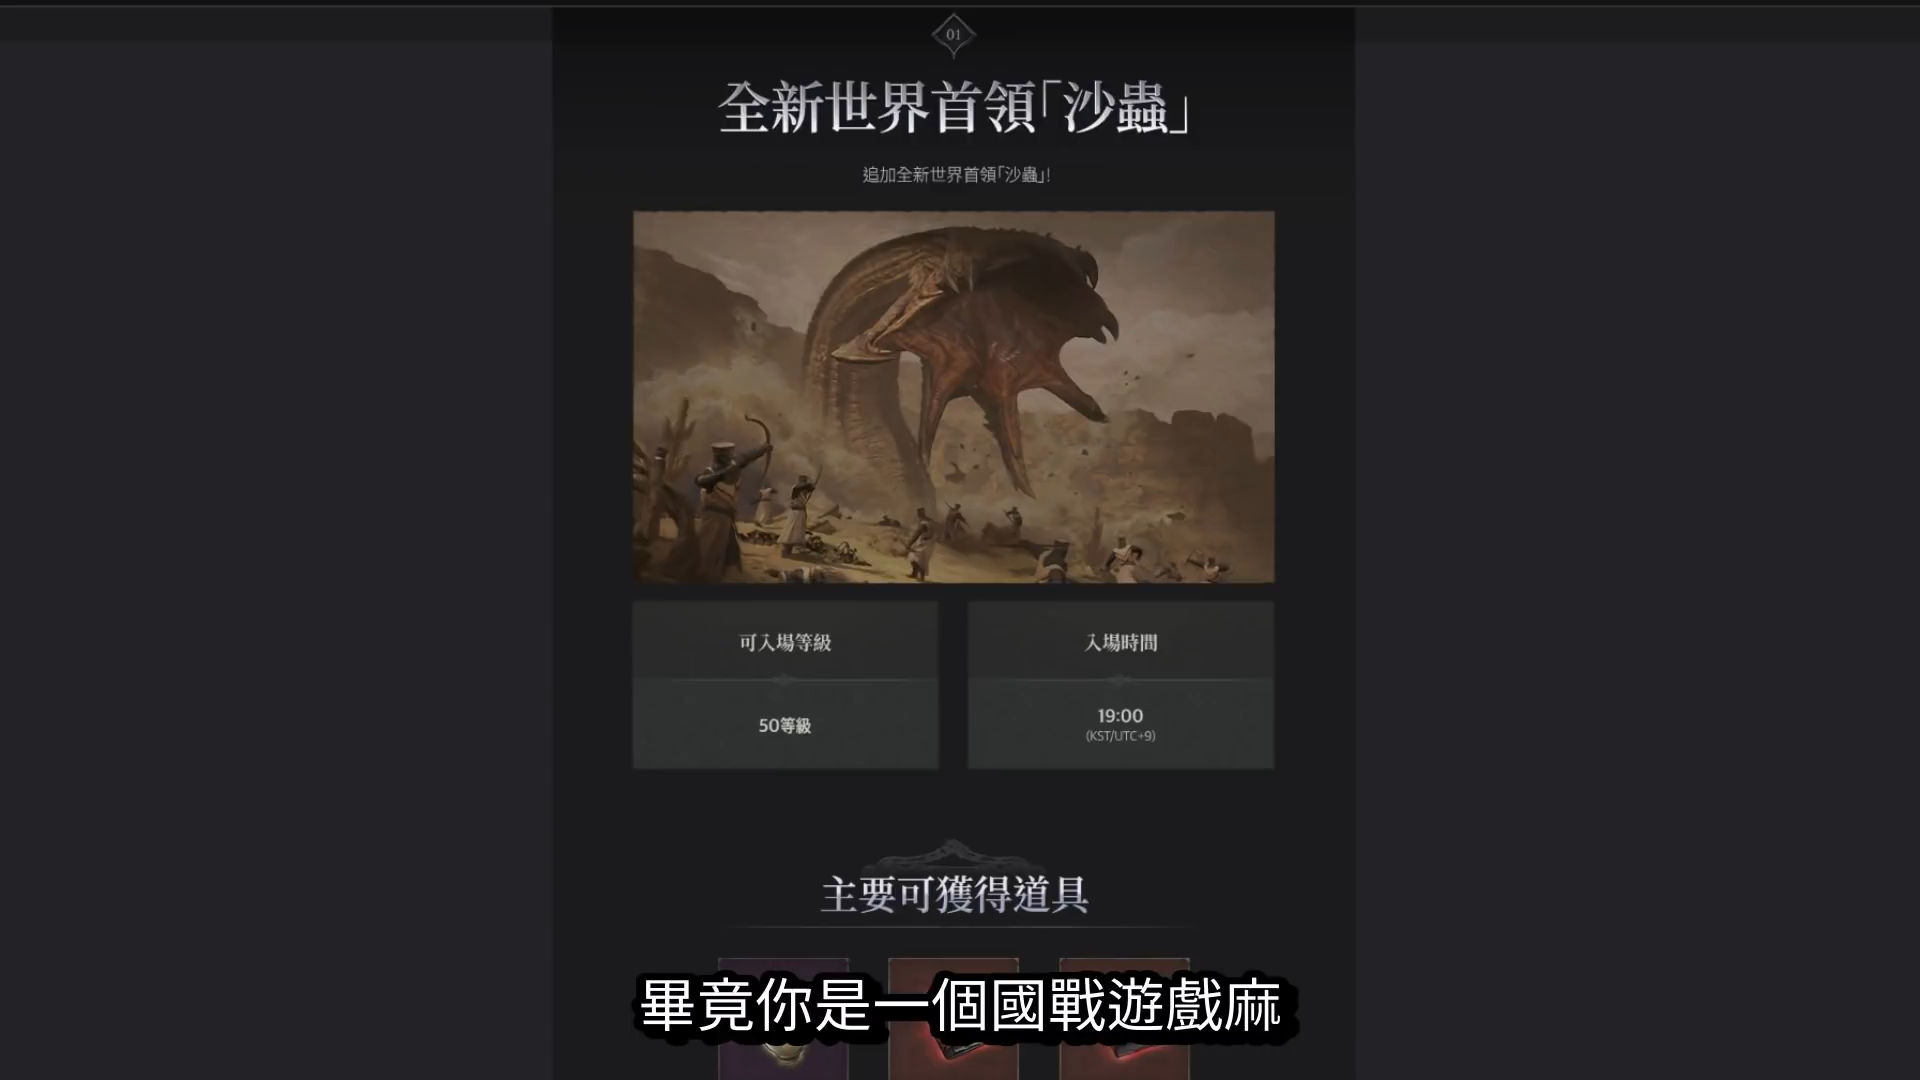 01
全新世界首領「沙蟲」
追加全新世界首領「沙蟲」!
可入場等級
入場時間
50等級
19:00
(KST/UTC+9)
主要可獲得道具
畢竟你是一個國戰遊戲麻